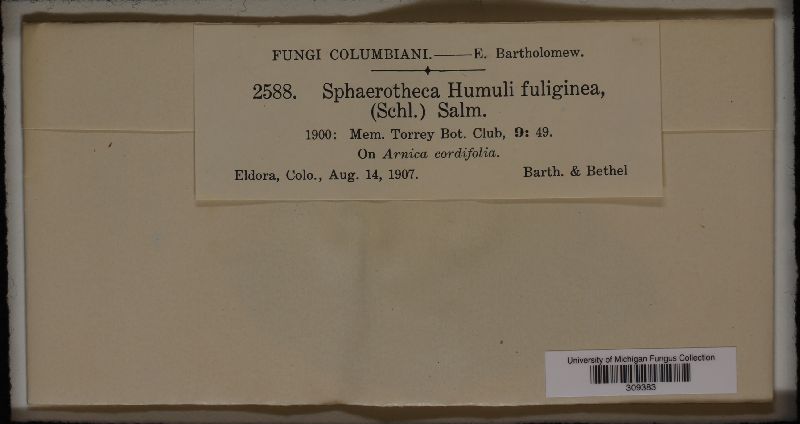 FUNGI COLUMBIANI.——E. Bartholomew.
2588. Sphaerotheca Humuli fuliginea,
(Schl.) Salm.
1900: Mem. Torrey Bot. Club, 9: 49.
On Arnica cordifolia.
Eldora, Colo., Aug. 14, 1907. Barth. & Bethel
University of Michigan Fungus Collection
309383